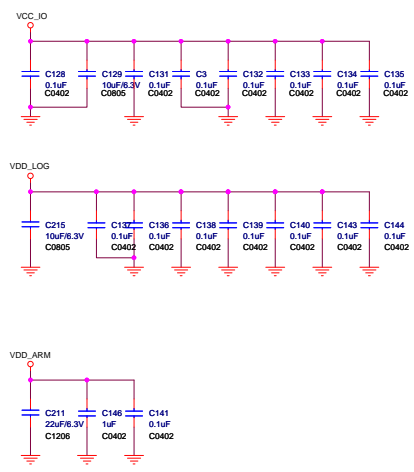 VCC_IO
C128 C129 C131 C3 C132 C133 C134 C135
0.1uF 10uF/6.3V 0.1uF 0.1uF 0.1uF 0.1uF 0.1uF 0.1uF
C0402 C0805 C0402 C0402 C0402 C0402 C0402 C0402
VDD_LOG
C215 C137 C136 C138 C139 C140 C143 C144
10uF/6.3V 0.1uF 0.1uF 0.1uF 0.1uF 0.1uF 0.1uF 0.1uF
C0805 C0402 C0402 C0402 C0402 C0402 C0402 C0402
VDD_ARM
C211 C146 C141
22uF/6.3V 1uF 0.1uF
C1206 C0402 C0402